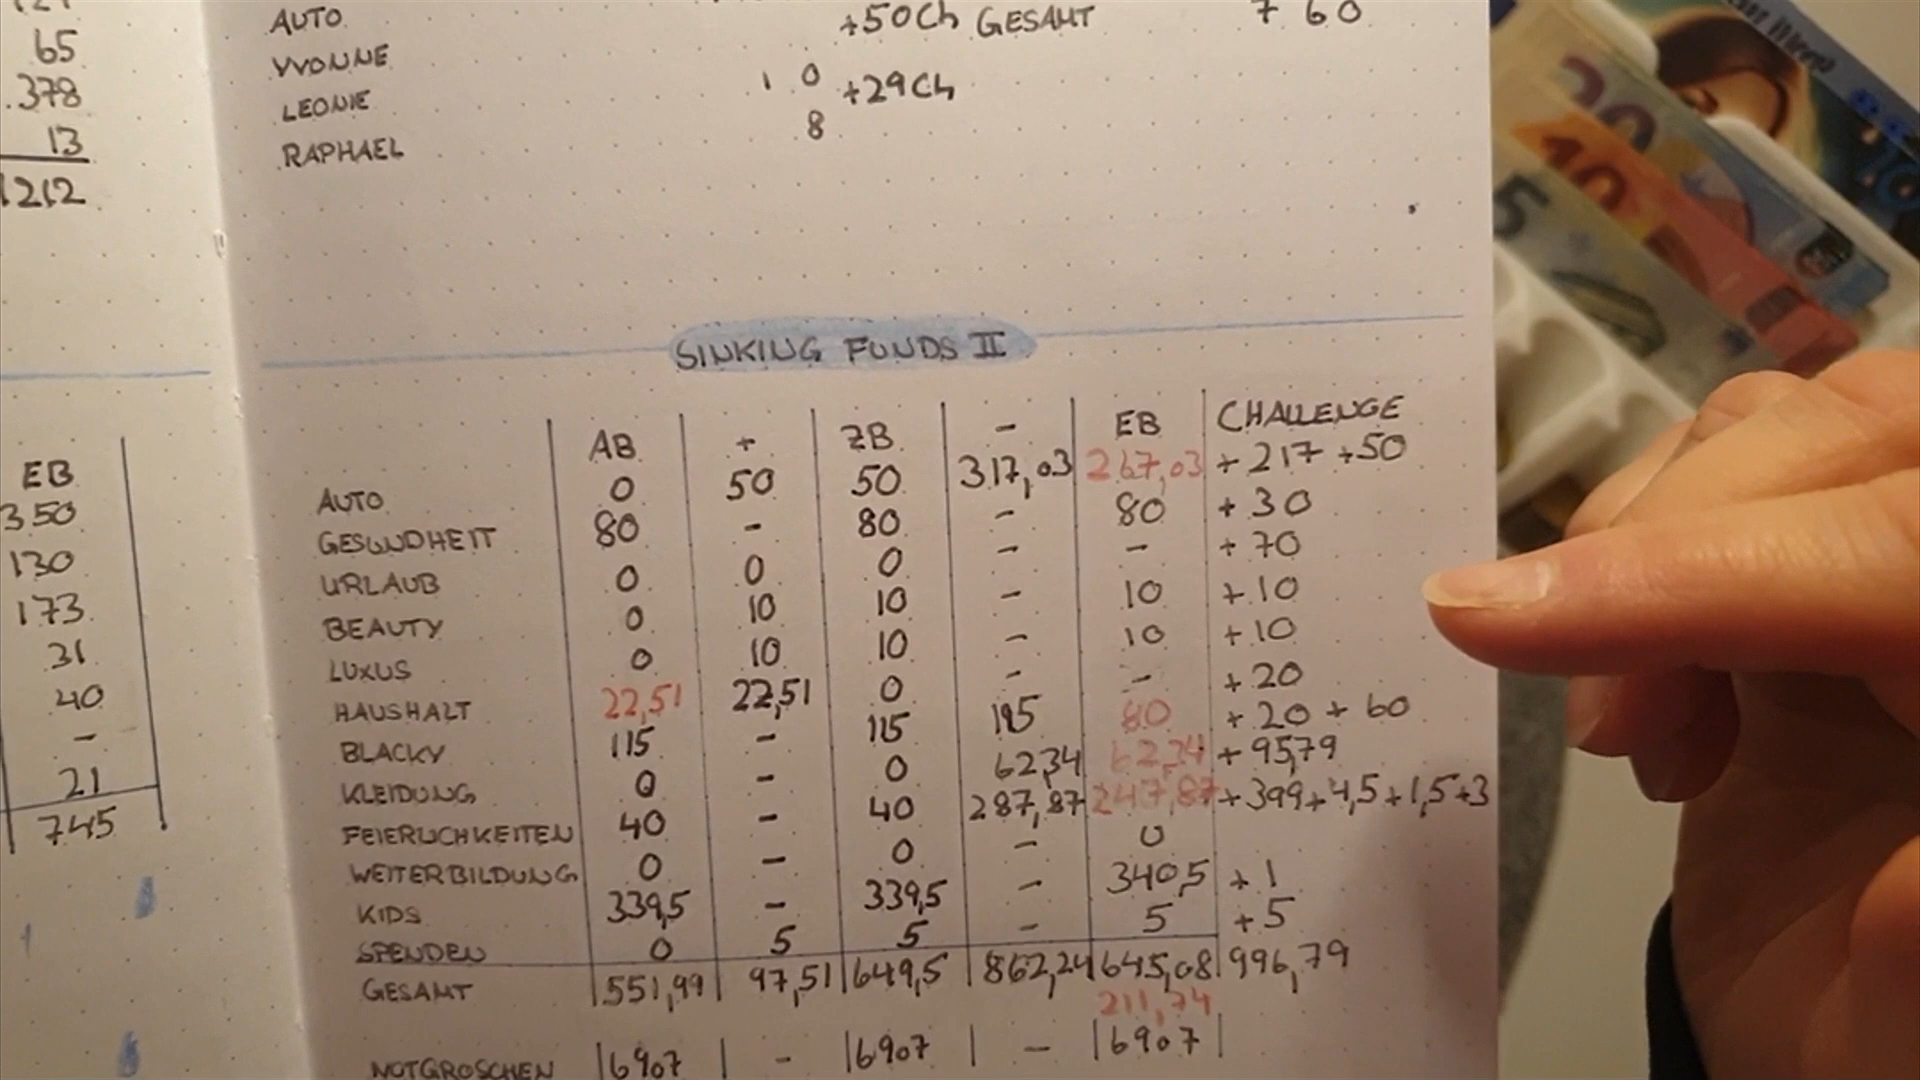 65
378
13
1212
EB
350
130
173
31
40
-
21
745
AUTO +50Ch GESAMT 7 60
YVONNE
LEONIE 1 0 +29Ch
RAPHAEL 8
SINKING FUNDS II
AB + ZB - EB CHALLENGE
AUTO 0 50 50 317,03 267,03 + 217 +50
GESUNDHEIT 80 - 80 - 80 + 30
URLAUB 0 0 0 - - + 70
BEAUTY 0 10 10 - 10 + 10
LUXUS 0 10 10 - 10 + 10
HAUSHALT 22,51 22,51 0 - - + 20
BLACKY 115 - 115 195 80 + 20 + 60
KLEIDUNG 0 - 0 62,34 62,34 + 95,79
FEIERLICHKEITEN 40 - 40 287,87 247,87 + 399 + 4,5 + 1,5 + 3
WEITERBILDUNG 0 - 0 - 0
KIDS 339,5 - 339,5 - 340,5 + 1
SPENDEN 0 5 5 - 5 + 5
GESAMT 551,99 97,51 649,5 862,24 645,08 996,79
211,74
NOTGROSCHEN 6907 - 6907 - 6907
20
10
5